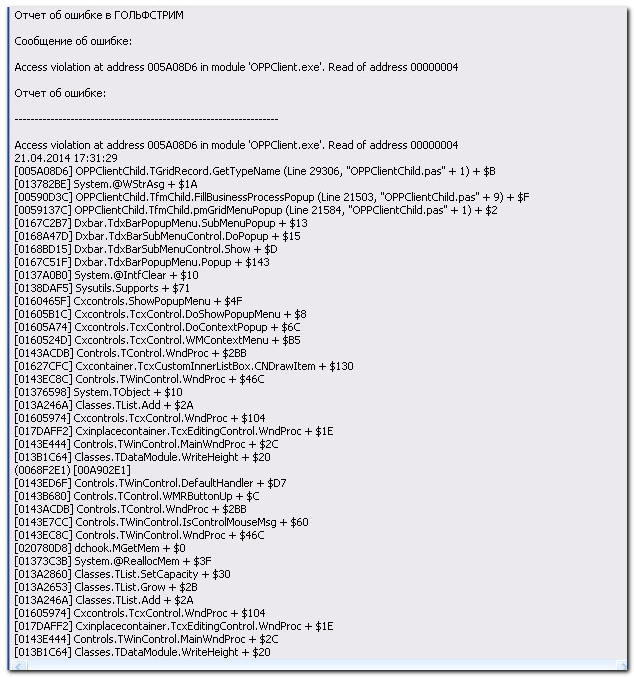 Отчет об ошибке в ГОЛЬФСТРИМ
Сообщение об ошибке:
Access violation at address 005A08D6 in module 'OPPClient.exe'. Read of address 00000004
Отчет об ошибке:
------------------------------------------------------------------
Access violation at address 005A08D6 in module 'OPPClient.exe'. Read of address 00000004
21.04.2014 17:31:29
[005A08D6] OPPClientChild.TGridRecord.GetTypeName (Line 29306, "OPPClientChild.pas" + 1) + $B
[013782BE] System.@WStrAsg + $1A
[00590D3C] OPPClientChild.TfmChild.FillBusinessProcessPopup (Line 21503, "OPPClientChild.pas" + 9) + $F
[0059137C] OPPClientChild.TfmChild.pmGridMenuPopup (Line 21584, "OPPClientChild.pas" + 1) + $2
[0167C2B7] Dxbar.TdxBarPopupMenu.SubMenuPopup + $13
[0168A47D] Dxbar.TdxBarSubMenuControl.DoPopup + $15
[0168BD15] Dxbar.TdxBarSubMenuControl.Show + $D
[0167C51F] Dxbar.TdxBarPopupMenu.Popup + $143
[0137A0B0] System.@IntfClear + $10
[0138DAF5] Sysutils.Supports + $71
[0160465F] Cxcontrols.ShowPopupMenu + $4F
[01605B1C] Cxcontrols.TcxControl.DoShowPopupMenu + $8
[01605A74] Cxcontrols.TcxControl.DoContextPopup + $6C
[0160524D] Cxcontrols.TcxControl.WMContextMenu + $B5
[0143ACDB] Controls.TControl.WndProc + $2BB
[01627CFC] Cxcontainer.TcxCustomInnerListBox.CNDrawItem + $130
[0143EC8C] Controls.TWinControl.WndProc + $46C
[01376598] System.TObject + $10
[013A246A] Classes.TList.Add + $2A
[01605974] Cxcontrols.TcxControl.WndProc + $104
[017DAFF2] Cxinplacecontainer.TcxEditingControl.WndProc + $1E
[0143E444] Controls.TWinControl.MainWndProc + $2C
[013B1C64] Classes.TDataModule.WriteHeight + $20
(0068F2E1) [00A902E1]
[0143ED6F] Controls.TWinControl.DefaultHandler + $D7
[0143B680] Controls.TControl.WMRButtonUp + $C
[0143ACDB] Controls.TControl.WndProc + $2BB
[0143E7CC] Controls.TWinControl.IsControlMouseMsg + $60
[0143EC8C] Controls.TWinControl.WndProc + $46C
[020780D8] dchook.MGetMem + $0
[01373C3B] System.@ReallocMem + $3F
[013A2860] Classes.TList.SetCapacity + $30
[013A2653] Classes.TList.Grow + $2B
[013A246A] Classes.TList.Add + $2A
[01605974] Cxcontrols.TcxControl.WndProc + $104
[017DAFF2] Cxinplacecontainer.TcxEditingControl.WndProc + $1E
[0143E444] Controls.TWinControl.MainWndProc + $2C
[013B1C64] Classes.TDataModule.WriteHeight + $20